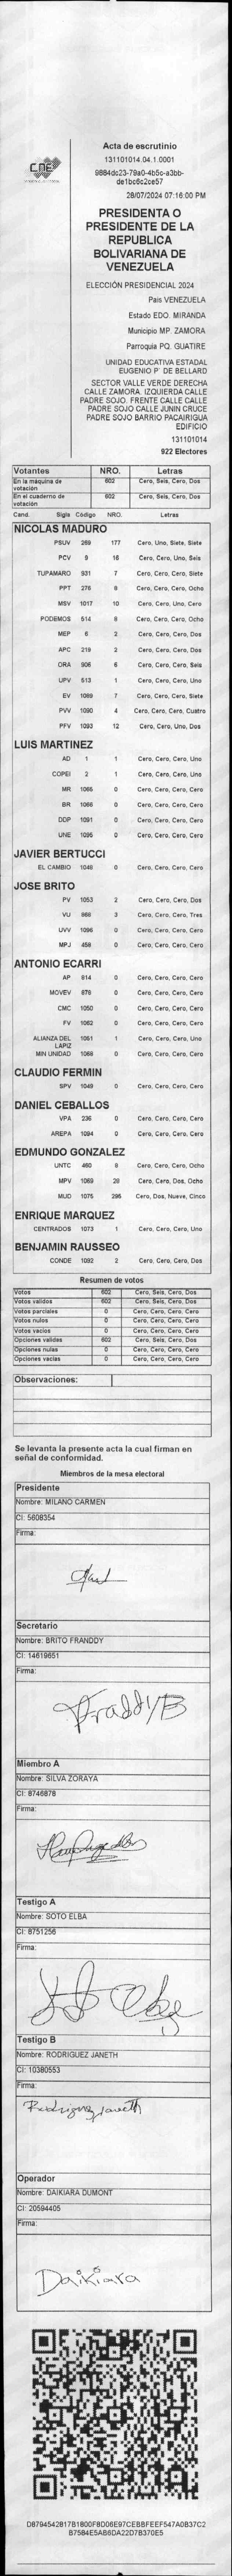 CNE
Acta de escrutinio
131101014.04.1.0001
9884dc23-79a0-4b5c-a3bb-
de1bc6c2ce57
28/07/2024 07:16:00 PM
PRESIDENTA O
PRESIDENTE DE LA
REPUBLICA
BOLIVARIANA DE
VENEZUELA
ELECCIÓN PRESIDENCIAL 2024
Pais VENEZUELA
Estado EDO. MIRANDA
Municipio MP. ZAMORA
Parroquia PQ. GUATIRE
UNIDAD EDUCATIVA ESTADAL
EUGENIO P´ DE BELLARD
SECTOR VALLE VERDE DERECHA
CALLE ZAMORA. IZQUIERDA CALLE
PADRE SOJO. FRENTE CALLE CALLE
PADRE SOJO CALLE JUNIN CRUCE
PADRE SOJO BARRIO PACAIRIGUA
EDIFICIO
131101014
922 Electores
Votantes NRO. Letras
En la máquina de votación 602 Cero, Seis, Cero, Dos
En el cuaderno de votación 602 Cero, Seis, Cero, Dos
Cand. Sigla Código NRO. Letras
NICOLAS MADURO
PSUV 269 177 Cero, Uno, Siete, Siete
PCV 9 16 Cero, Cero, Uno, Seis
TUPAMARO 931 7 Cero, Cero, Cero, Siete
PPT 276 8 Cero, Cero, Cero, Ocho
MSV 1017 10 Cero, Cero, Uno, Cero
PODEMOS 514 8 Cero, Cero, Cero, Ocho
MEP 6 2 Cero, Cero, Cero, Dos
APC 219 2 Cero, Cero, Cero, Dos
ORA 906 6 Cero, Cero, Cero, Seis
UPV 513 1 Cero, Cero, Cero, Uno
EV 1089 7 Cero, Cero, Cero, Siete
PVV 1090 4 Cero, Cero, Cero, Cuatro
PFV 1093 12 Cero, Cero, Uno, Dos
LUIS MARTINEZ
AD 1 1 Cero, Cero, Cero, Uno
COPEI 2 1 Cero, Cero, Cero, Uno
MR 1065 0 Cero, Cero, Cero, Cero
BR 1066 0 Cero, Cero, Cero, Cero
DDP 1091 0 Cero, Cero, Cero, Cero
UNE 1095 0 Cero, Cero, Cero, Cero
JAVIER BERTUCCI
EL CAMBIO 1048 0 Cero, Cero, Cero, Cero
JOSE BRITO
PV 1053 2 Cero, Cero, Cero, Dos
VU 868 3 Cero, Cero, Cero, Tres
UVV 1096 0 Cero, Cero, Cero, Cero
MPJ 458 0 Cero, Cero, Cero, Cero
ANTONIO ECARRI
AP 814 0 Cero, Cero, Cero, Cero
MOVEV 878 0 Cero, Cero, Cero, Cero
CMC 1050 0 Cero, Cero, Cero, Cero
FV 1062 0 Cero, Cero, Cero, Cero
ALIANZA DEL LAPIZ 1081 1 Cero, Cero, Cero, Uno
MIN UNIDAD 1068 0 Cero, Cero, Cero, Cero
CLAUDIO FERMIN
SPV 1049 0 Cero, Cero, Cero, Cero
DANIEL CEBALLOS
VPA 236 0 Cero, Cero, Cero, Cero
AREPA 1094 0 Cero, Cero, Cero, Cero
EDMUNDO GONZALEZ
UNTC 460 8 Cero, Cero, Cero, Ocho
MPV 1069 28 Cero, Cero, Dos, Ocho
MUD 1075 295 Cero, Dos, Nueve, Cinco
ENRIQUE MARQUEZ
CENTRADOS 1073 1 Cero, Cero, Cero, Uno
BENJAMIN RAUSSEO
CONDE 1092 2 Cero, Cero, Cero, Dos
Resumen de votos
Votos 602 Cero, Seis, Cero, Dos
Votos validos 602 Cero, Seis, Cero, Dos
Votos parciales 0 Cero, Cero, Cero, Cero
Votos nulos 0 Cero, Cero, Cero, Cero
Votos vacios 0 Cero, Cero, Cero, Cero
Opciones validas 602 Cero, Seis, Cero, Dos
Opciones nulas 0 Cero, Cero, Cero, Cero
Opciones vacias 0 Cero, Cero, Cero, Cero
Observaciones:
Se levanta la presente acta la cual firman en
señal de conformidad.
Miembros de la mesa electoral
Presidente
Nombre: MILANO CARMEN
CI: 5608354
Firma:
Secretario
Nombre: BRITO FRANDDY
CI: 14619651
Firma:
FraddyB
Miembro A
Nombre: SILVA ZORAYA
CI: 8746878
Firma:
Testigo A
Nombre: SOTO ELBA
CI: 8751256
Firma:
Testigo B
Nombre: RODRIGUEZ JANETH
CI: 10380553
Firma:
Rodriguez Janeth
Operador
Nombre: DAIKIARA DUMONT
CI: 20594405
Firma:
Daikiara
D8794542817B1800F8D06E97CEBBFEEF547A0B37C2
B7584E5AB6DA22D7B370E5